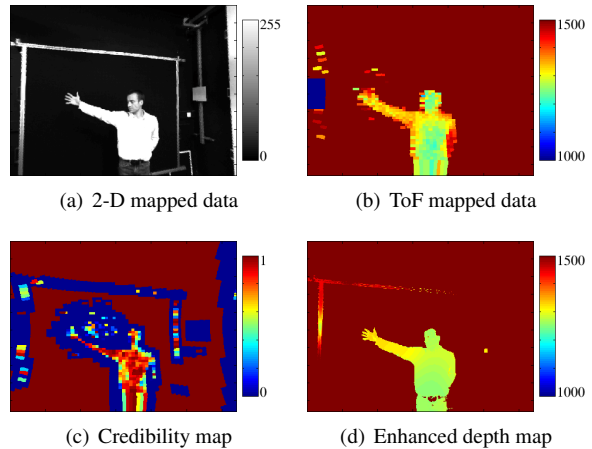 255
0
1500
1000
(a) 2-D mapped data
(b) ToF mapped data
1
0
1500
1000
(c) Credibility map
(d) Enhanced depth map